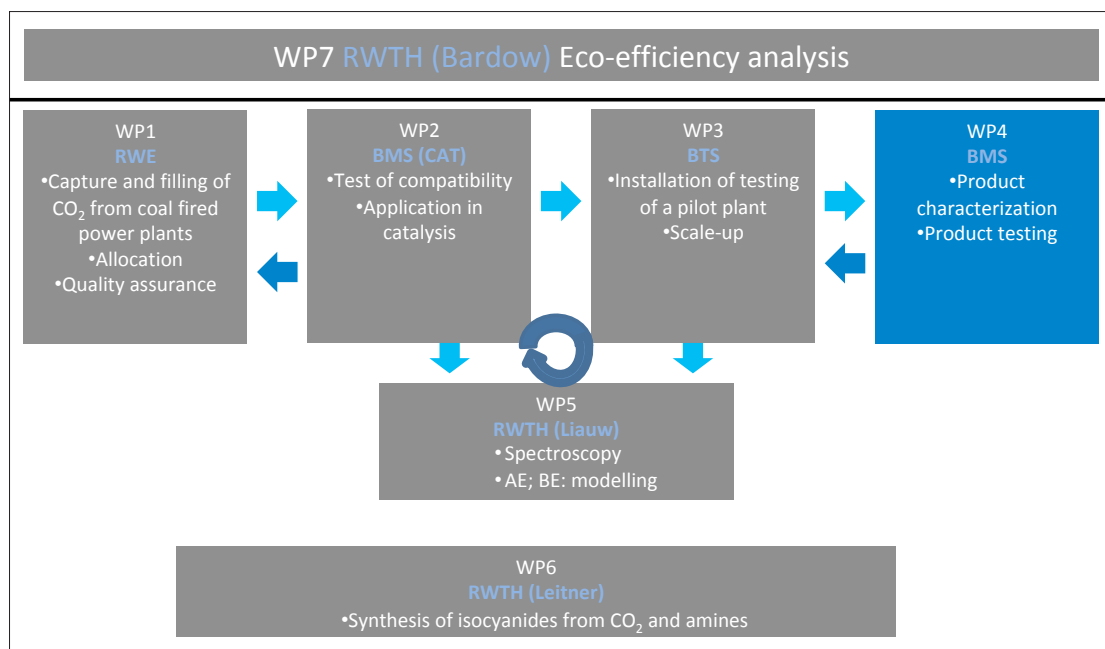 WP7 RWTH (Bardow) Eco-efficiency analysis
WP1
RWE
•Capture and filling of
CO₂ from coal fired
power plants
•Allocation
•Quality assurance
WP2
BMS (CAT)
•Test of compatibility
•Application in
catalysis
WP3
BTS
•Installation of testing
of a pilot plant
•Scale-up
WP4
BMS
•Product
characterization
•Product testing
WP5
RWTH (Liauw)
•Spectroscopy
•AE; BE: modelling
WP6
RWTH (Leitner)
•Synthesis of isocyanides from CO₂ and amines